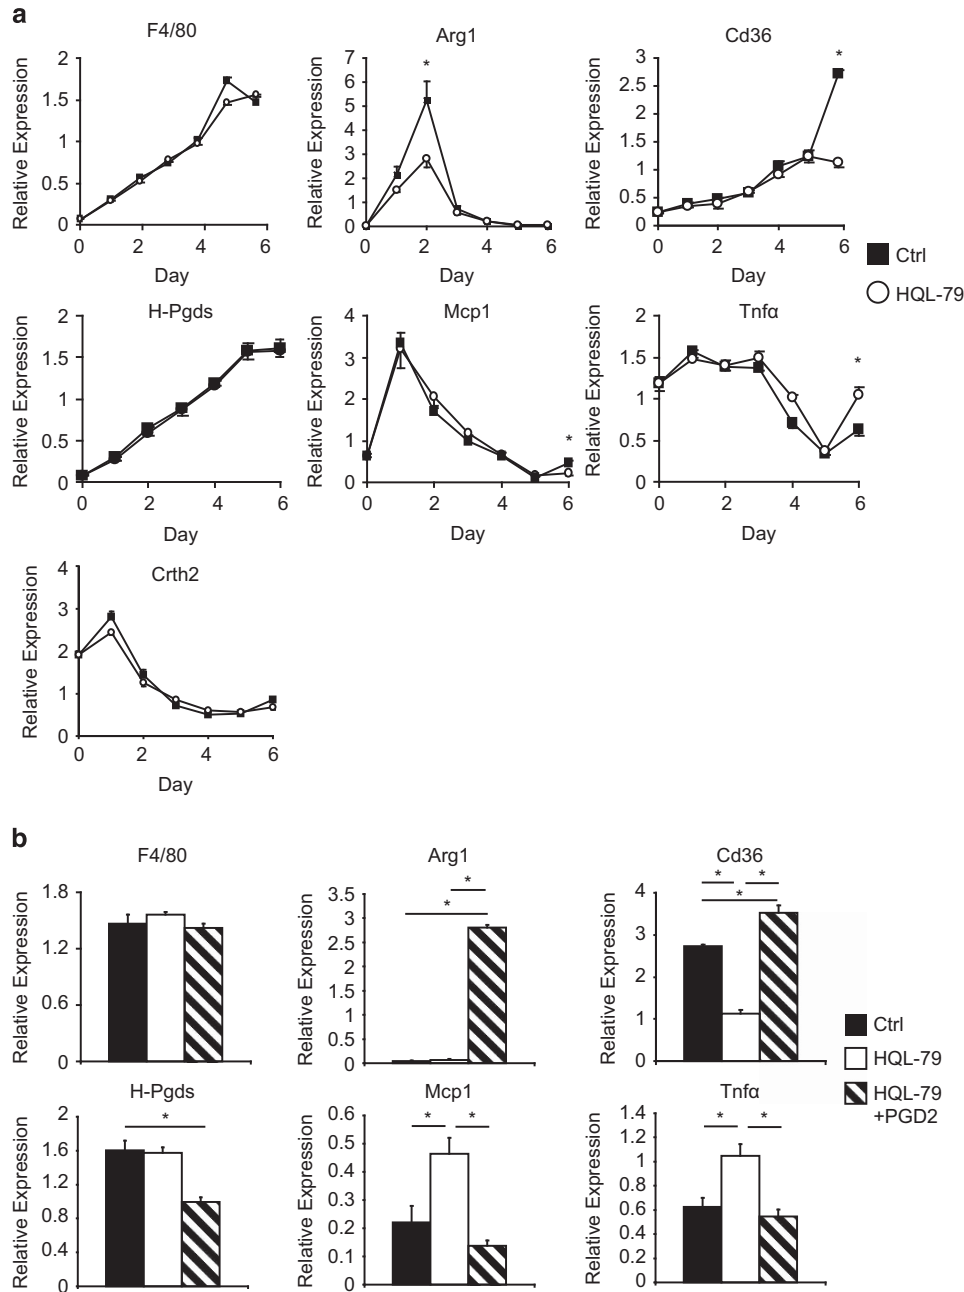 a
F4/80
Relative Expression
2
1.5
1
0.5
0
0 2 4 6
Day
Arg1
*
Relative Expression
7
6
5
4
3
2
1
0
0 2 4 6
Day
Cd36
*
Relative Expression
3
2.5
2
1.5
1
0.5
0
0 2 4 6
Day
Ctrl
HQL-79
H-Pgds
Relative Expression
2
1.5
1
0.5
0
0 2 4 6
Day
Mcp1
*
Relative Expression
4
3
2
1
0
0 2 4 6
Day
Tnfα
*
Relative Expression
2
1.5
1
0.5
0
0 2 4 6
Day
Crth2
Relative Expression
4
3
2
1
0
0 2 4 6
Day
b
F4/80
Relative Expression
1.8
1.2
0.6
0
Arg1
*
*
Relative Expression
3.5
3
2.5
2
1.5
1
0.5
0
Cd36
* *
*
Relative Expression
4
3
2
1
0
Ctrl
HQL-79
HQL-79
+PGD2
H-Pgds
*
Relative Expression
2
1.6
1.2
0.8
0.4
0
Mcp1
* *
Relative Expression
0.6
0.5
0.4
0.3
0.2
0.1
0
Tnfα
* *
Relative Expression
1.4
1.2
1
0.8
0.6
0.4
0.2
0